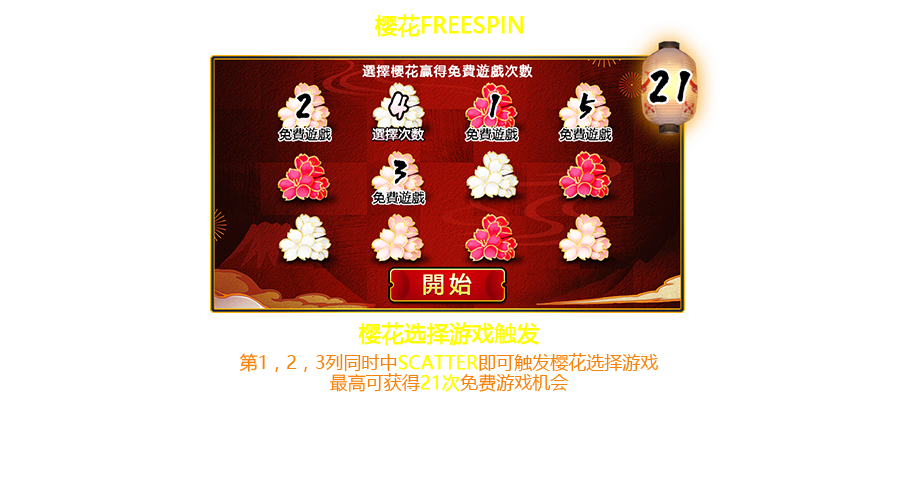 樱花FREESPIN
選擇櫻花贏得免費遊戲次數
21
2 4 1 5
免費遊戲 選擇次數 免費遊戲 免費遊戲
3
免費遊戲
開始
樱花选择游戏触发
第1，2，3列同时中SCATTER即可触发樱花选择游戏
最高可获得21次免费游戏机会